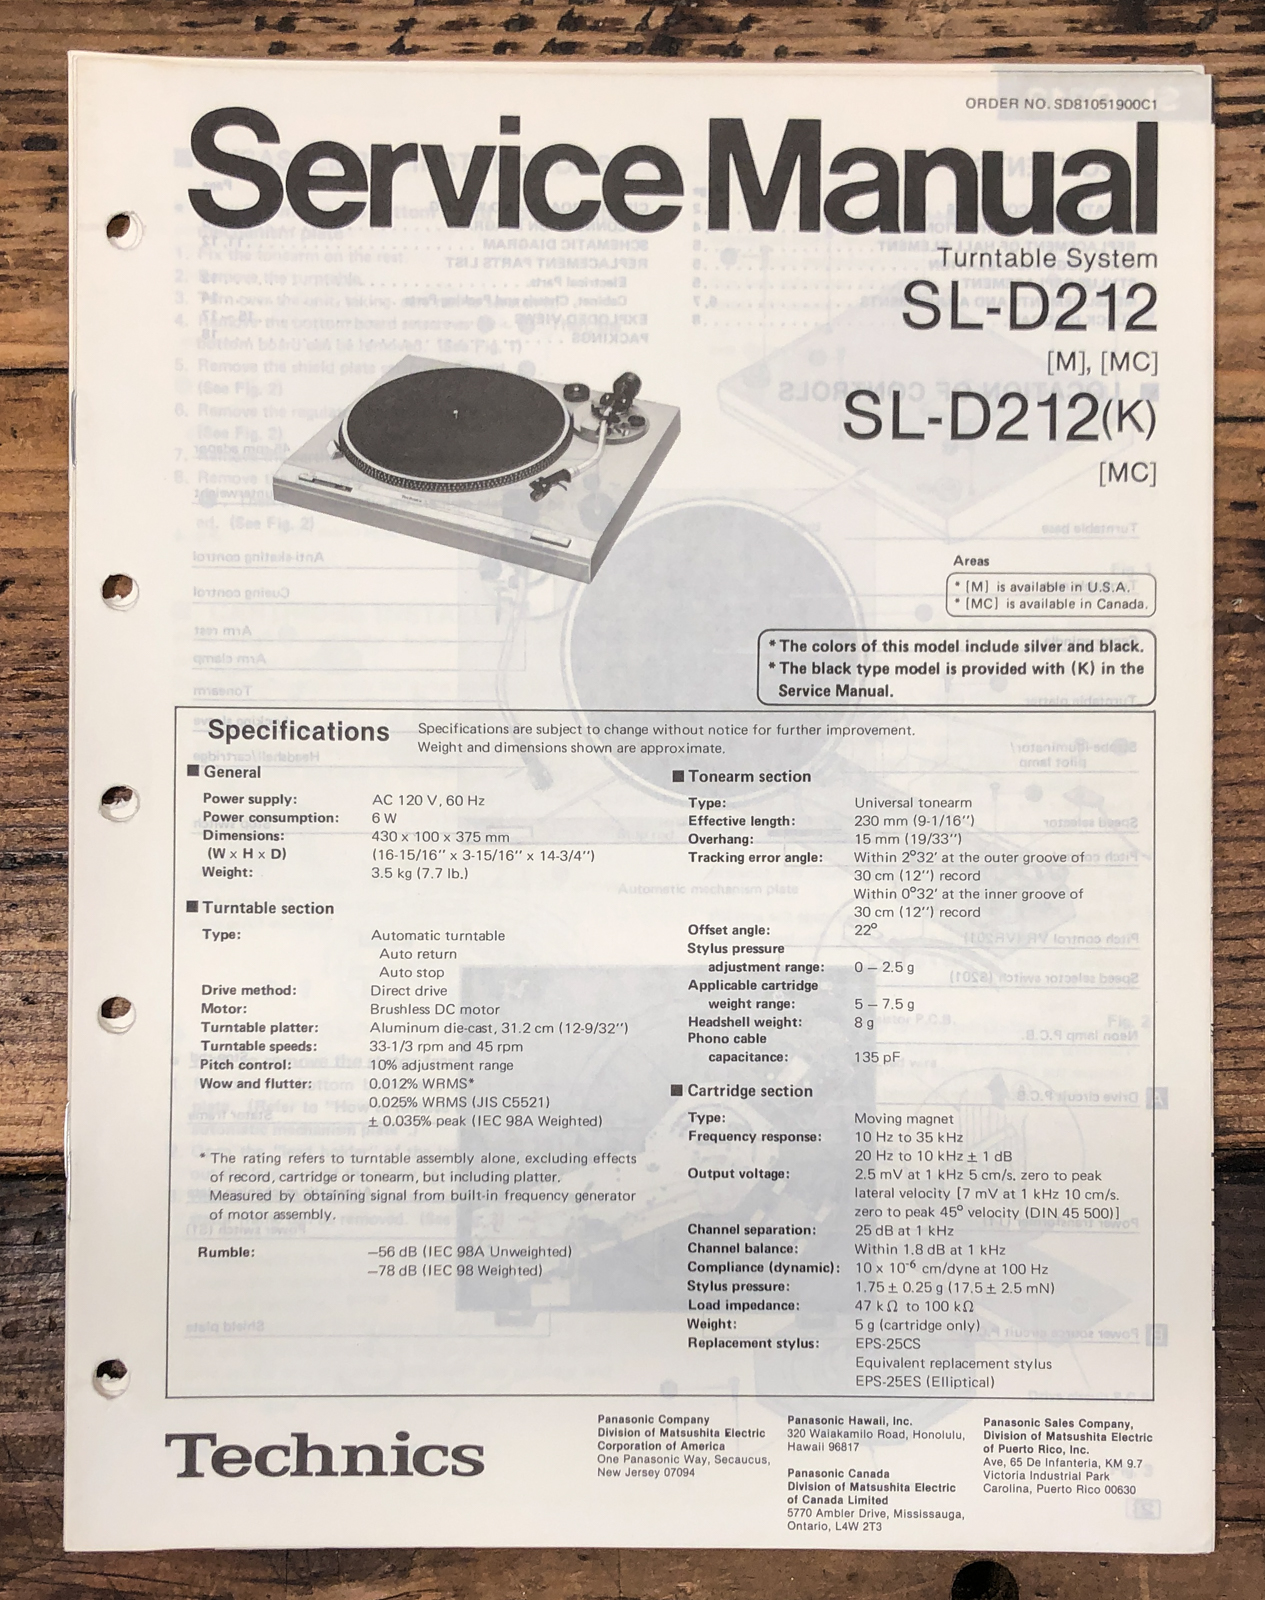 ORDER NO. SD81051900C1
Service Manual
Turntable System
SL-D212
[M], [MC]
SL-D212(K)
[MC]
Areas
* [M] is available in U.S.A.
* [MC] is available in Canada.
* The colors of this model include silver and black.
* The black type model is provided with (K) in the
Service Manual.
Specifications
Specifications are subject to change without notice for further improvement.
Weight and dimensions shown are approximate.
■ General
Power supply: AC 120 V, 60 Hz
Power consumption: 6 W
Dimensions: 430 x 100 x 375 mm
(W x H x D) (16-15/16" x 3-15/16" x 14-3/4")
Weight: 3.5 kg (7.7 lb.)
■ Turntable section
Type: Automatic turntable
Auto return
Auto stop
Drive method: Direct drive
Motor: Brushless DC motor
Turntable platter: Aluminum die-cast, 31.2 cm (12-9/32")
Turntable speeds: 33-1/3 rpm and 45 rpm
Pitch control: 10% adjustment range
Wow and flutter: 0.012% WRMS*
0.025% WRMS (JIS C5521)
± 0.035% peak (IEC 98A Weighted)
* The rating refers to turntable assembly alone, excluding effects
of record, cartridge or tonearm, but including platter.
Measured by obtaining signal from built-in frequency generator
of motor assembly.
Rumble: –56 dB (IEC 98A Unweighted)
–78 dB (IEC 98 Weighted)
■ Tonearm section
Type: Universal tonearm
Effective length: 230 mm (9-1/16")
Overhang: 15 mm (19/33")
Tracking error angle: Within 2°32' at the outer groove of
30 cm (12") record
Within 0°32' at the inner groove of
30 cm (12") record
Offset angle: 22°
Stylus pressure
adjustment range: 0 – 2.5 g
Applicable cartridge
weight range: 5 – 7.5 g
Headshell weight: 8 g
Phono cable
capacitance: 135 pF
■ Cartridge section
Type: Moving magnet
Frequency response: 10 Hz to 35 kHz
20 Hz to 10 kHz ± 1 dB
Output voltage: 2.5 mV at 1 kHz 5 cm/s. zero to peak
lateral velocity [7 mV at 1 kHz 10 cm/s.
zero to peak 45° velocity (DIN 45 500)]
Channel separation: 25 dB at 1 kHz
Channel balance: Within 1.8 dB at 1 kHz
Compliance (dynamic): 10 x 10⁻⁶ cm/dyne at 100 Hz
Stylus pressure: 1.75 ± 0.25 g (17.5 ± 2.5 mN)
Load impedance: 47 kΩ to 100 kΩ
Weight: 5 g (cartridge only)
Replacement stylus: EPS-25CS
Equivalent replacement stylus
EPS-25ES (Elliptical)
Technics
Panasonic Company
Division of Matsushita Electric
Corporation of America
One Panasonic Way, Secaucus,
New Jersey 07094
Panasonic Hawaii, Inc.
320 Waiakamilo Road, Honolulu,
Hawaii 96817
Panasonic Canada
Division of Matsushita Electric
of Canada Limited
5770 Ambler Drive, Mississauga,
Ontario, L4W 2T3
Panasonic Sales Company,
Division of Matsushita Electric
of Puerto Rico, Inc.
Ave, 65 De Infanteria, KM 9.7
Victoria Industrial Park
Carolina, Puerto Rico 00630